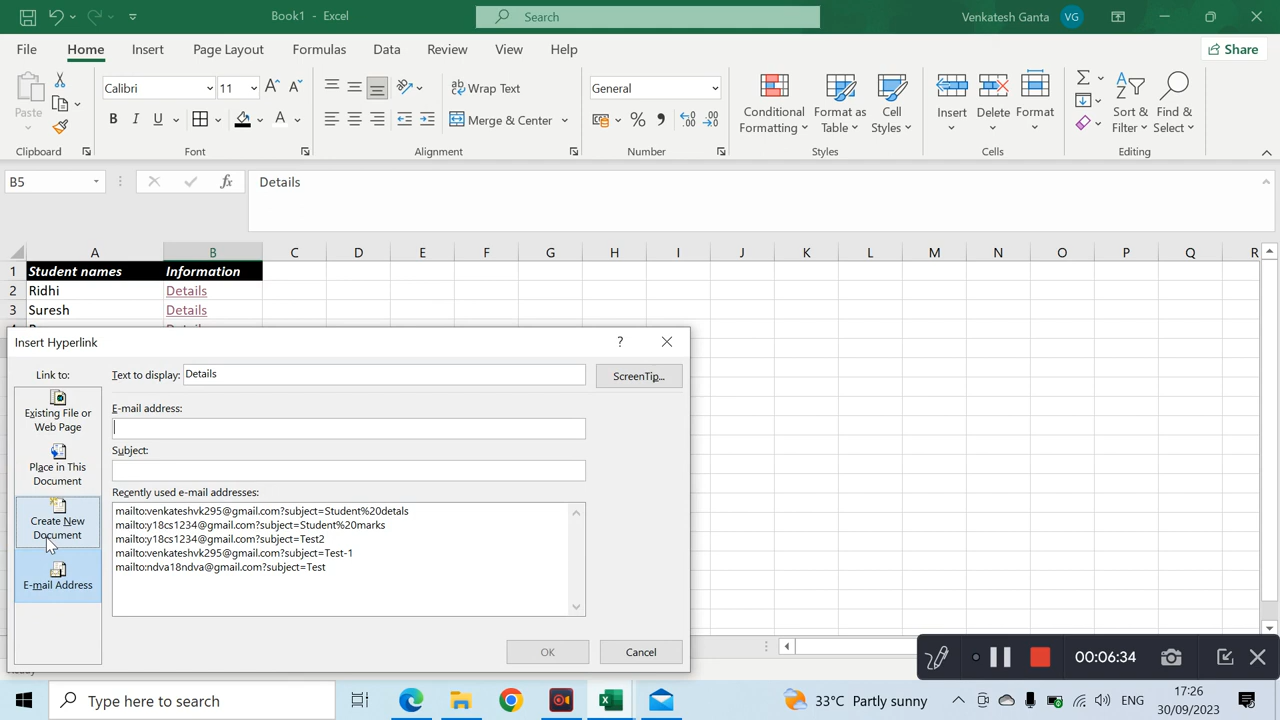 Book1 - Excel
Search
Venkatesh Ganta VG
File Home Insert Page Layout Formulas Data Review View Help Share
Calibri 11 A A Wrap Text General
Paste B I U A Merge & Center % Conditional Formatting Format as Table Cell Styles Insert Delete Format Sort & Filter Find & Select
Clipboard Font Alignment Number Styles Cells Editing
B5 fx Details
A B C D E F G H I J K L M N O P Q R
1 Student names Information
2 Ridhi Details
3 Suresh Details
Insert Hyperlink ?
Link to: Text to display: Details ScreenTip...
Existing File or Web Page
E-mail address:
Place in This Document
Subject:
Create New Document
E-mail Address
Recently used e-mail addresses:
mailto:venkateshvk295@gmail.com?subject=Student%20detals
mailto:y18cs1234@gmail.com?subject=Student%20marks
mailto:y18cs1234@gmail.com?subject=Test2
mailto:venkateshvk295@gmail.com?subject=Test-1
mailto:ndva18ndva@gmail.com?subject=Test
OK Cancel
00:06:34
Type here to search
33°C Partly sunny
ENG
17:26
30/09/2023